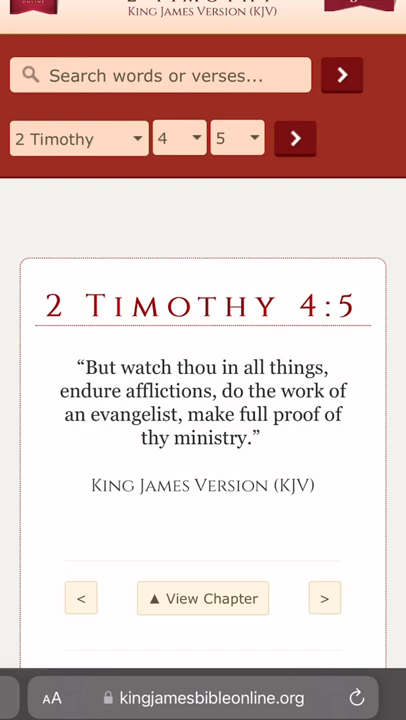 KING JAMES VERSION (KJV)
Search words or verses...
2 Timothy 4 5
2 TIMOTHY 4:5
“But watch thou in all things,
endure afflictions, do the work of
an evangelist, make full proof of
thy ministry.”
KING JAMES VERSION (KJV)
< ▲ View Chapter >
AA kingjamesbibleonline.org